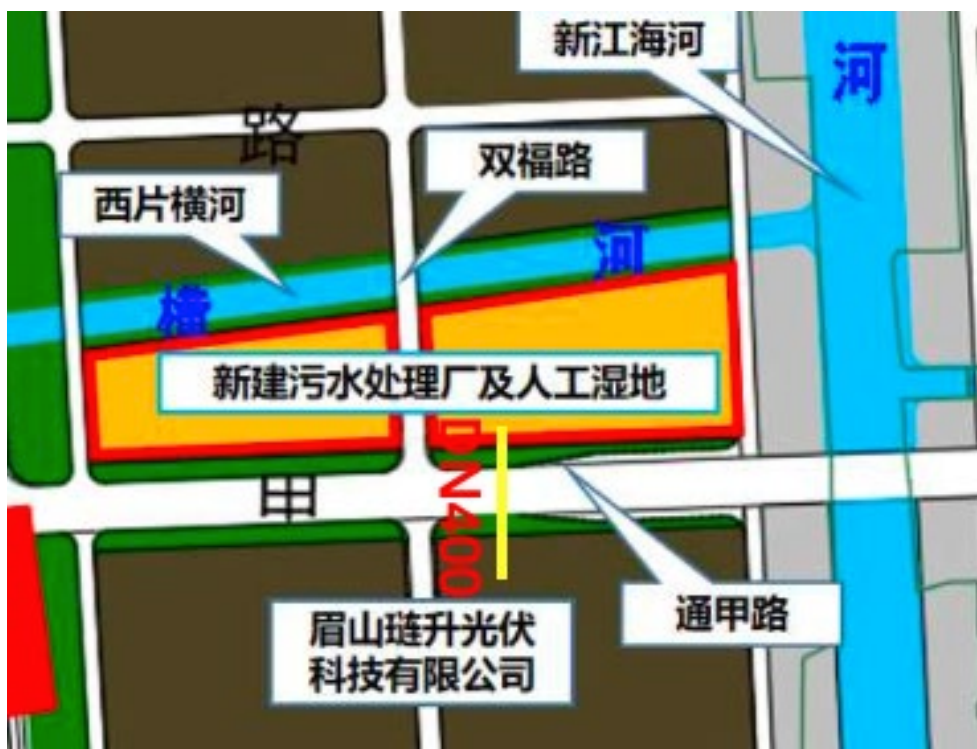 新江海河
河
路
双福路
西片横河
河
横
新建污水处理厂及人工湿地
DN400
甲
通甲路
眉山琏升光伏
科技有限公司